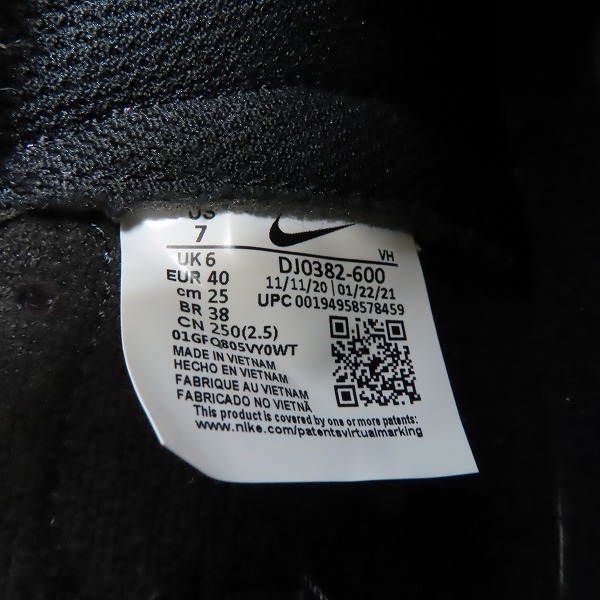 US
7
VH
UK 6
DJ0382-600
EUR 40
11/11/20 01/22/21
cm 25
UPC 00194958578459
BR 38
CN 250(2.5)
MADE IN VIETNAM
HECHO EN VIETNAM
FABRIQUE AU VIETNAM
FABRICADO NO VIETNÃ
This product is covered by one or more patents:
www.nike.com/patentsvirtualmarking